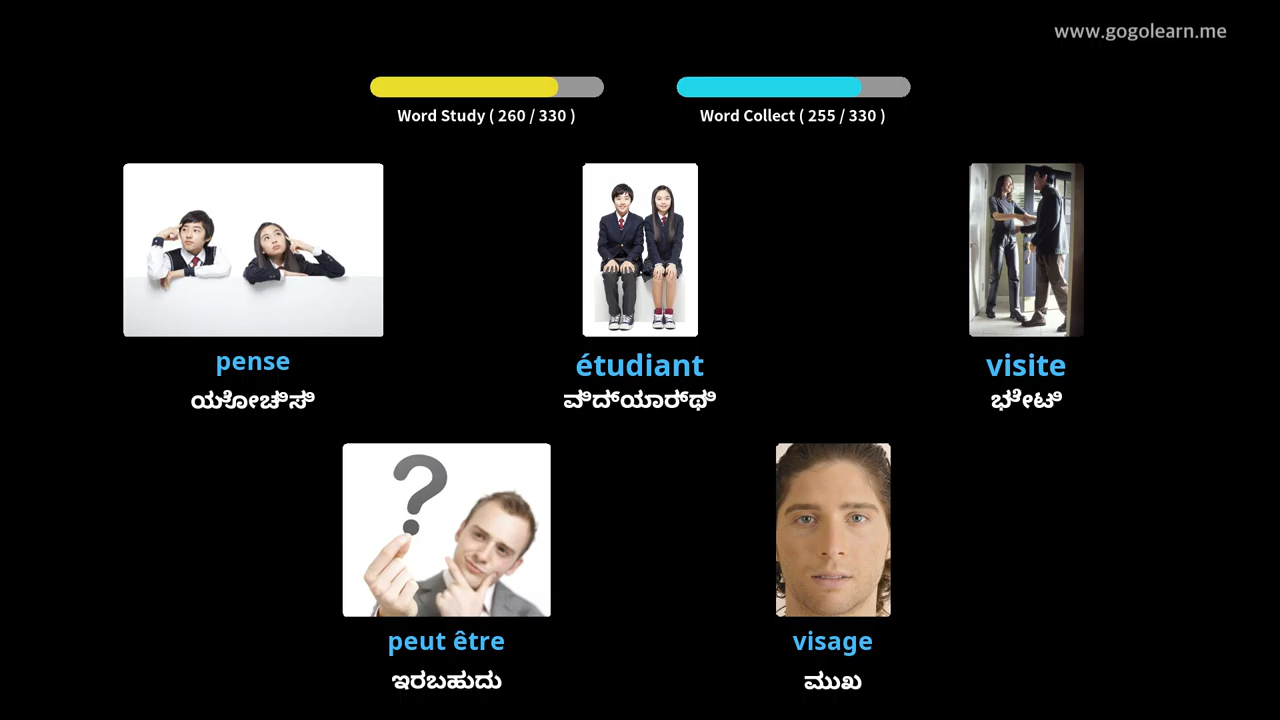 www.gogolearn.me
Word Study ( 260 / 330 )
Word Collect ( 255 / 330 )
pense
ಯೋಚಿಸಿ
étudiant
ವಿದ್ಯಾರ್ಥಿ
visite
ಭೇಟಿ
peut être
ಇರಬಹುದು
visage
ಮುಖ